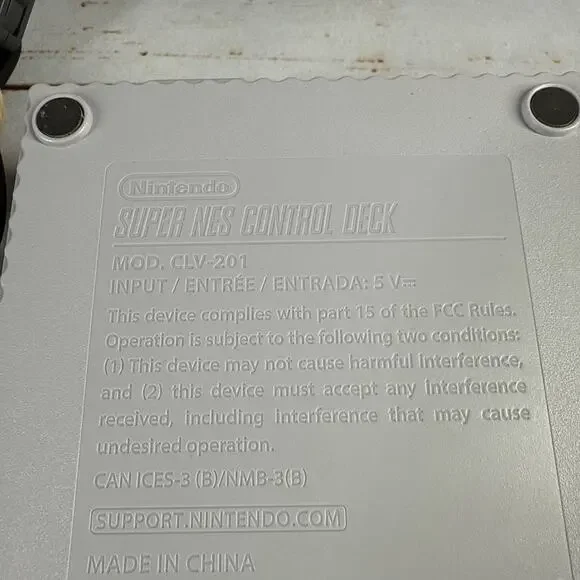 Nintendo
SUPER NES CONTROL DECK
MOD. CLV-201
INPUT / ENTRÉE / ENTRADA: 5 V⎓
This device complies with part 15 of the FCC Rules.
Operation is subject to the following two conditions:
(1) This device may not cause harmful interference,
and (2) this device must accept any interference
received, including interference that may cause
undesired operation.
CAN ICES-3 (B)/NMB-3(B)
SUPPORT.NINTENDO.COM
MADE IN CHINA